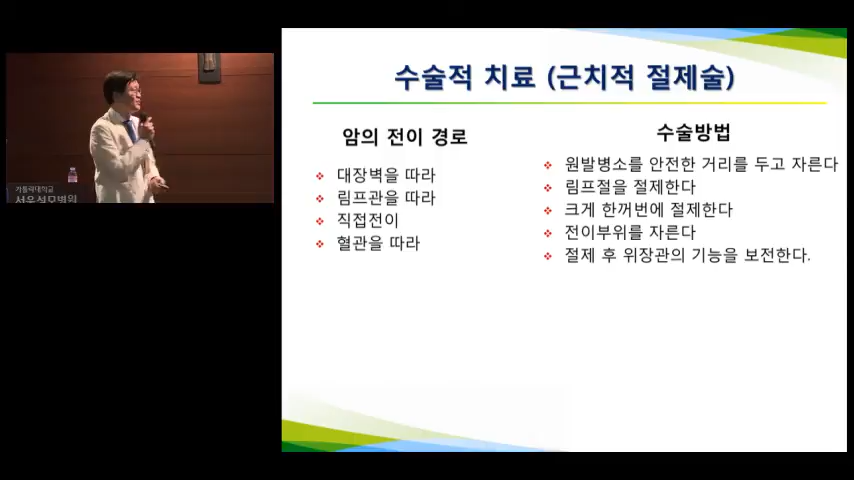 수술적 치료 (근치적 절제술)
암의 전이 경로
대장벽을 따라
림프관을 따라
직접전이
혈관을 따라
수술방법
원발병소를 안전한 거리를 두고 자른다
림프절을 절제한다
크게 한꺼번에 절제한다
전이부위를 자른다
절제 후 위장관의 기능을 보전한다.
가톨릭대학교
서울성모병원